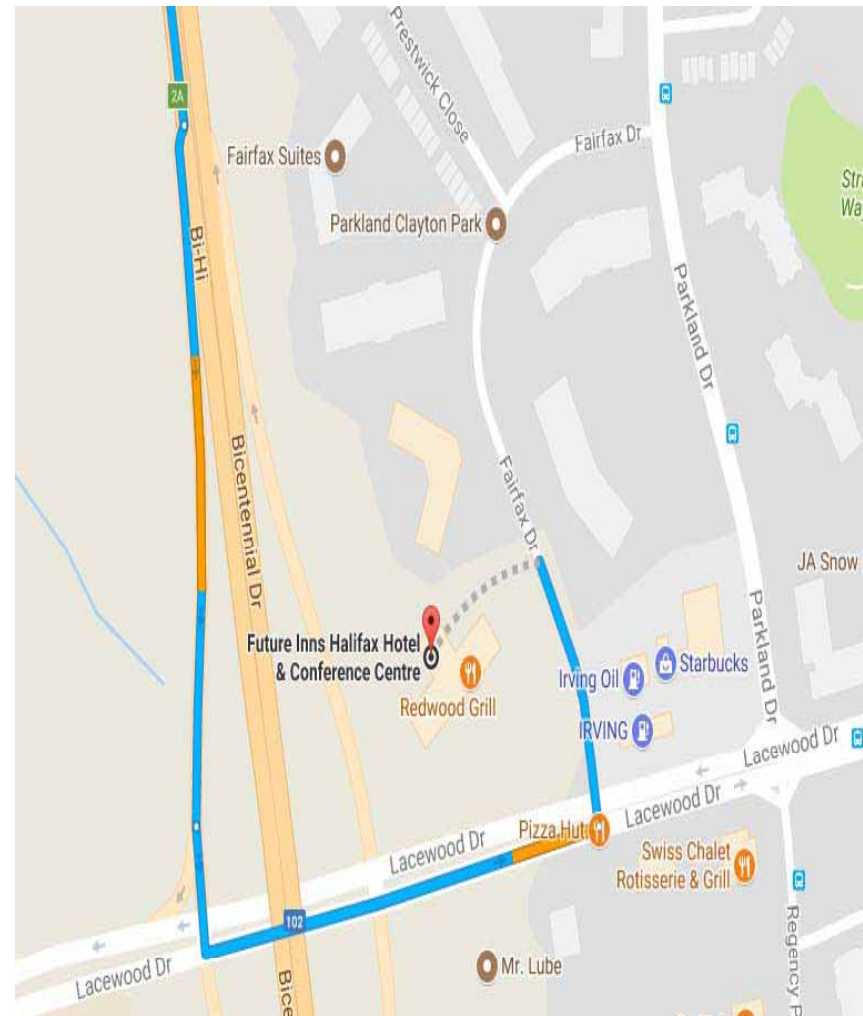 Prestwick Close
2A
Fairfax Suites
Fairfax Dr
Parkland Clayton Park
Bi-Hi
Parkland Dr
Bicentennial Dr
Fairfax Dr
JA Snow
Parkland Dr
Future Inns Halifax Hotel
& Conference Centre
Starbucks
Irving Oil
Redwood Grill
IRVING
Lacewood Dr
Lacewood Dr
Pizza Hut
Lacewood Dr
Swiss Chalet
Rotisserie & Grill
102
Regency P
Mr. Lube
Lacewood Dr
Bice